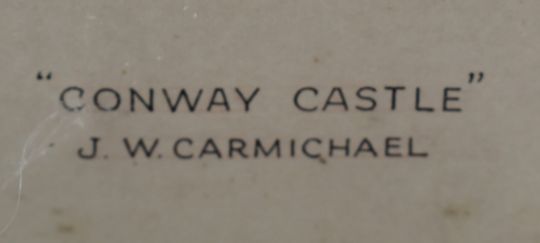 “CONWAY CASTLE”
J. W. CARMICHAEL